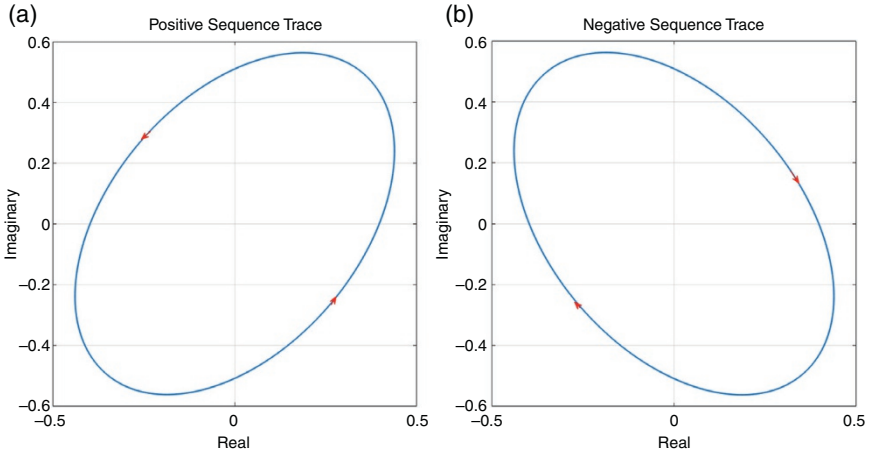 (a)
Positive Sequence Trace
0.6
0.4
0.2
0
–0.2
–0.4
–0.6
–0.5
0
0.5
Imaginary
Real
(b)
Negative Sequence Trace
0.6
0.4
0.2
0
–0.2
–0.4
–0.6
–0.5
0
0.5
Imaginary
Real